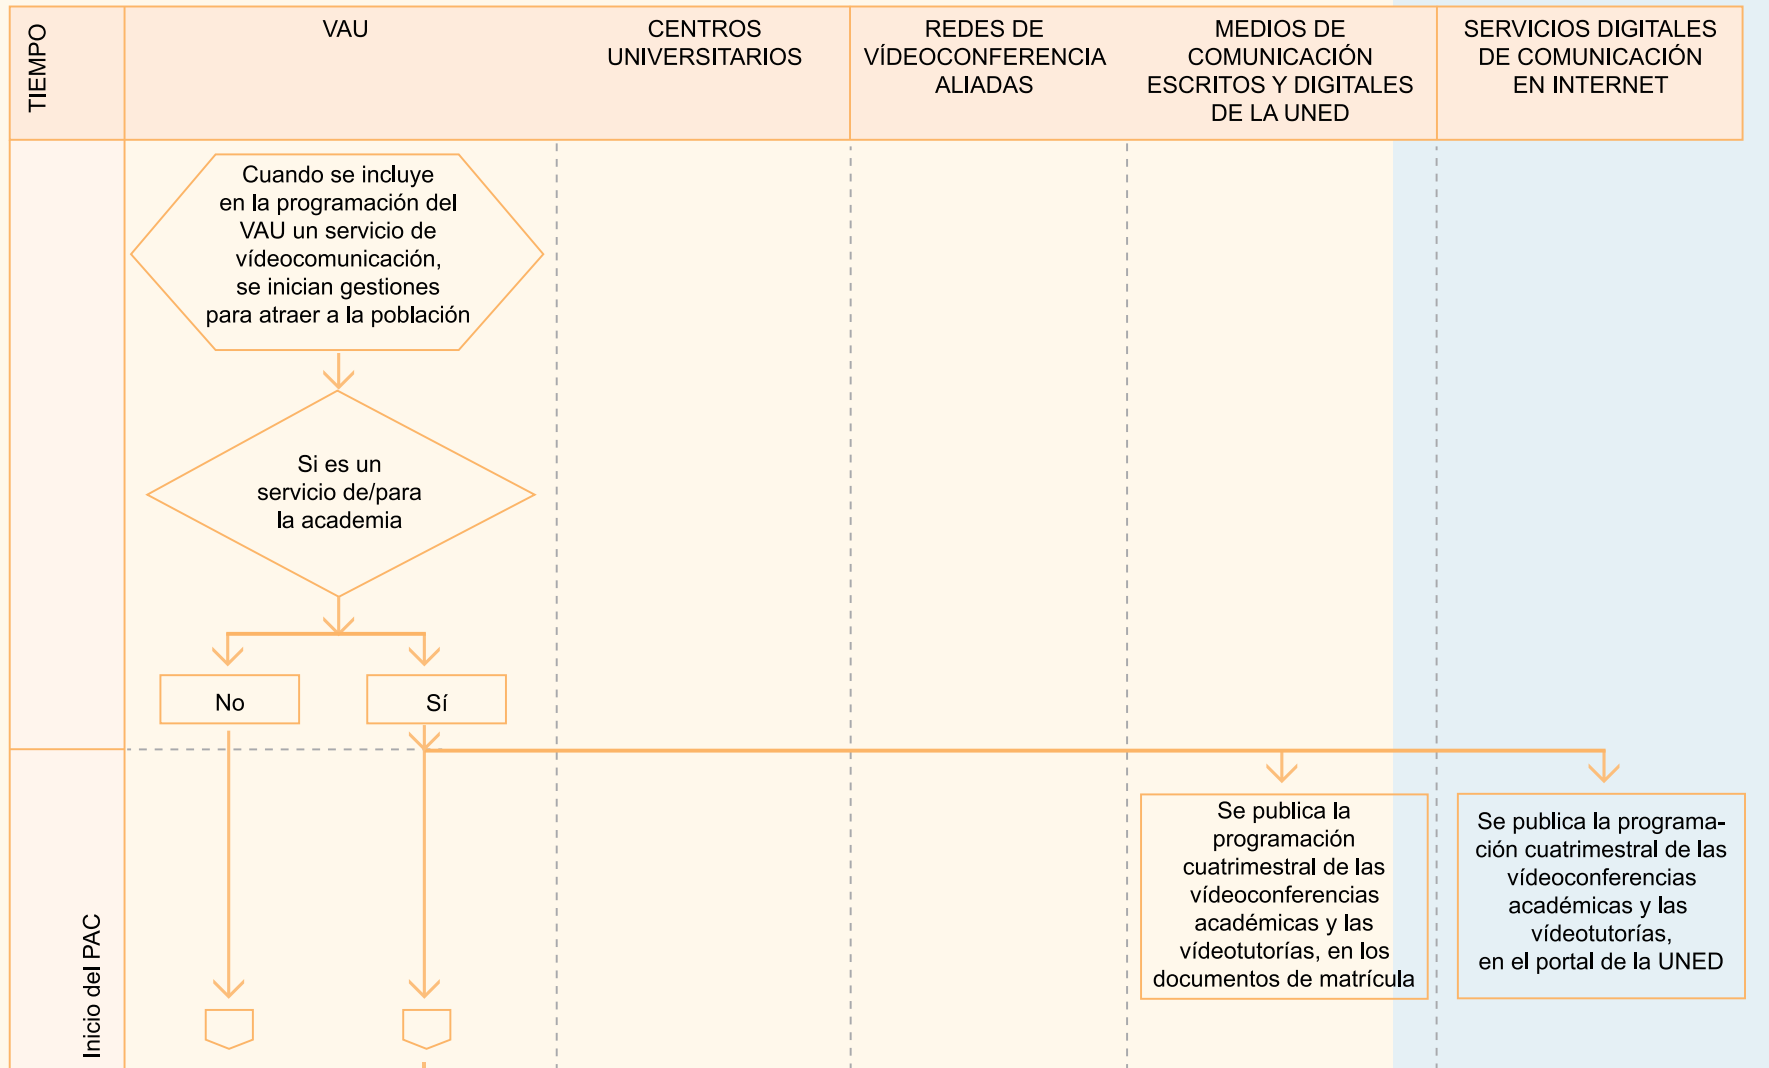 TIEMPO
VAU
CENTROS
UNIVERSITARIOS
REDES DE
VÍDEOCONFERENCIA
ALIADAS
MEDIOS DE
COMUNICACIÓN
ESCRITOS Y DIGITALES
DE LA UNED
SERVICIOS DIGITALES
DE COMUNICACIÓN
EN INTERNET
Cuando se incluye
en la programación del
VAU un servicio de
vídeocomunicación,
se inician gestiones
para atraer a la población
Si es un
servicio de/para
la academia
No
Sí
Inicio del PAC
Se publica la
programación
cuatrimestral de las
vídeoconferencias
académicas y las
vídeotutorías, en los
documentos de matrícula
Se publica la programa-
ción cuatrimestral de las
vídeoconferencias
académicas y las
vídeotutorías,
en el portal de la UNED